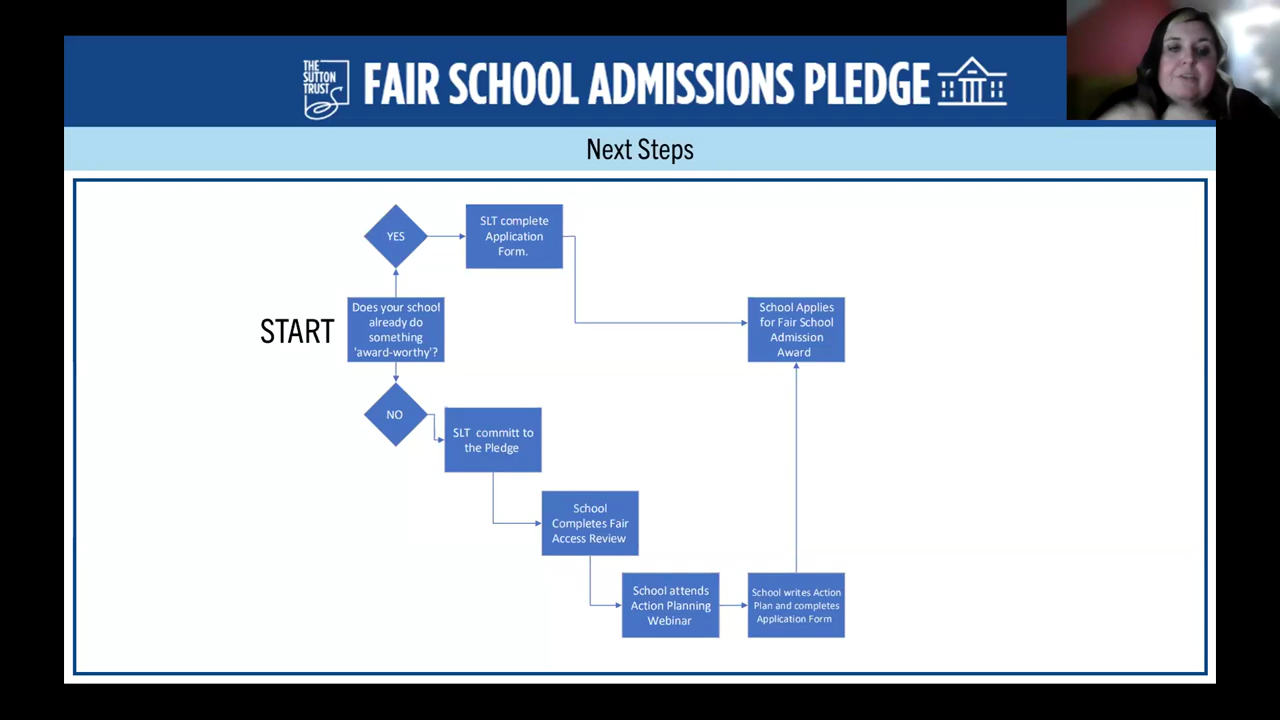 THE
SUTTON
TRUST
FAIR SCHOOL ADMISSIONS PLEDGE
Next Steps
YES
SLT complete
Application
Form.
START
Does your school
already do
something
'award-worthy'?
School Applies
for Fair School
Admission
Award
NO
SLT committ to
the Pledge
School
Completes Fair
Access Review
School attends
Action Planning
Webinar
School writes Action
Plan and completes
Application Form